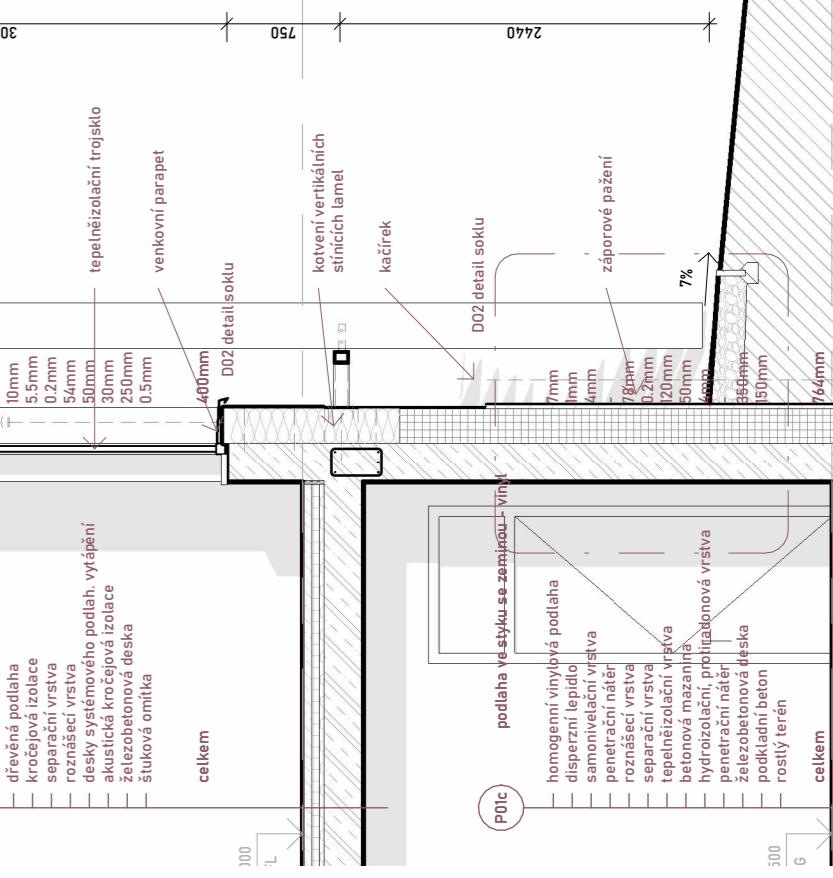 30
750
2440
tepelněizolační trojsklo
venkovní parapet
D02 detail soklu
kotvení vertikálních
stínících lamel
kačírek
D02 detail soklu
záporové pažení
7%
dřevěná podlaha 10mm
kročejová izolace 5.5mm
separační vrstva 0.2mm
roznášecí vrstva 54mm
desky systémového podlah. vytápění 50mm
akustická kročejová izolace 30mm
železobetonová deska 250mm
štuková omítka 0.5mm
celkem 400mm
P01c
podlaha ve styku se zeminou - vinyl
homogenní vinylová podlaha 7mm
disperzní lepidlo 1mm
samonivelační vrstva 4mm
penetrační nátěr -
roznášecí vrstva 78mm
separační vrstva 0.2mm
tepelněizolační vrstva 120mm
betonová mazanina 50mm
hydroizolační, protiradonová vrstva 4mm
penetrační nátěr -
železobetonová deska 350mm
podkladní beton 150mm
rostlý terén
celkem 764mm
000
FL
500
G